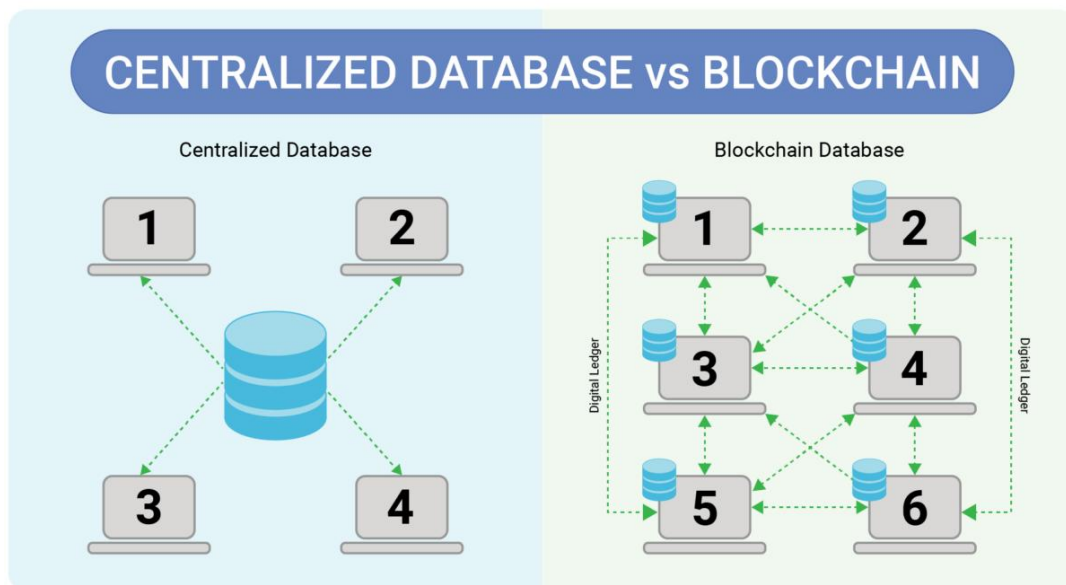 CENTRALIZED DATABASE vs BLOCKCHAIN
Centralized Database
1
2
3
4
Blockchain Database
1
2
3
4
5
6
Digital Ledger
Digital Ledger